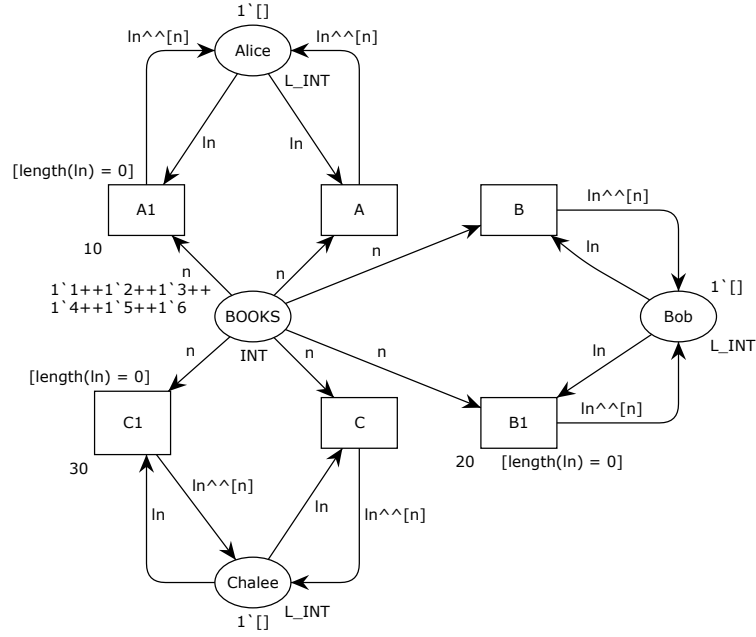 1`[]
ln^^[n]
Alice
ln^^[n]
L_INT
ln
ln
[length(ln) = 0]
A1
A
B
ln^^[n]
10
n
n
n
ln
1`1++1`2++1`3++
1`4++1`5++1`6
BOOKS
INT
1`[]
Bob
L_INT
n
n
n
ln
[length(ln) = 0]
C1
C
B1
ln^^[n]
30
20
[length(ln) = 0]
ln^^[n]
ln
ln
ln^^[n]
Chalee
L_INT
1`[]